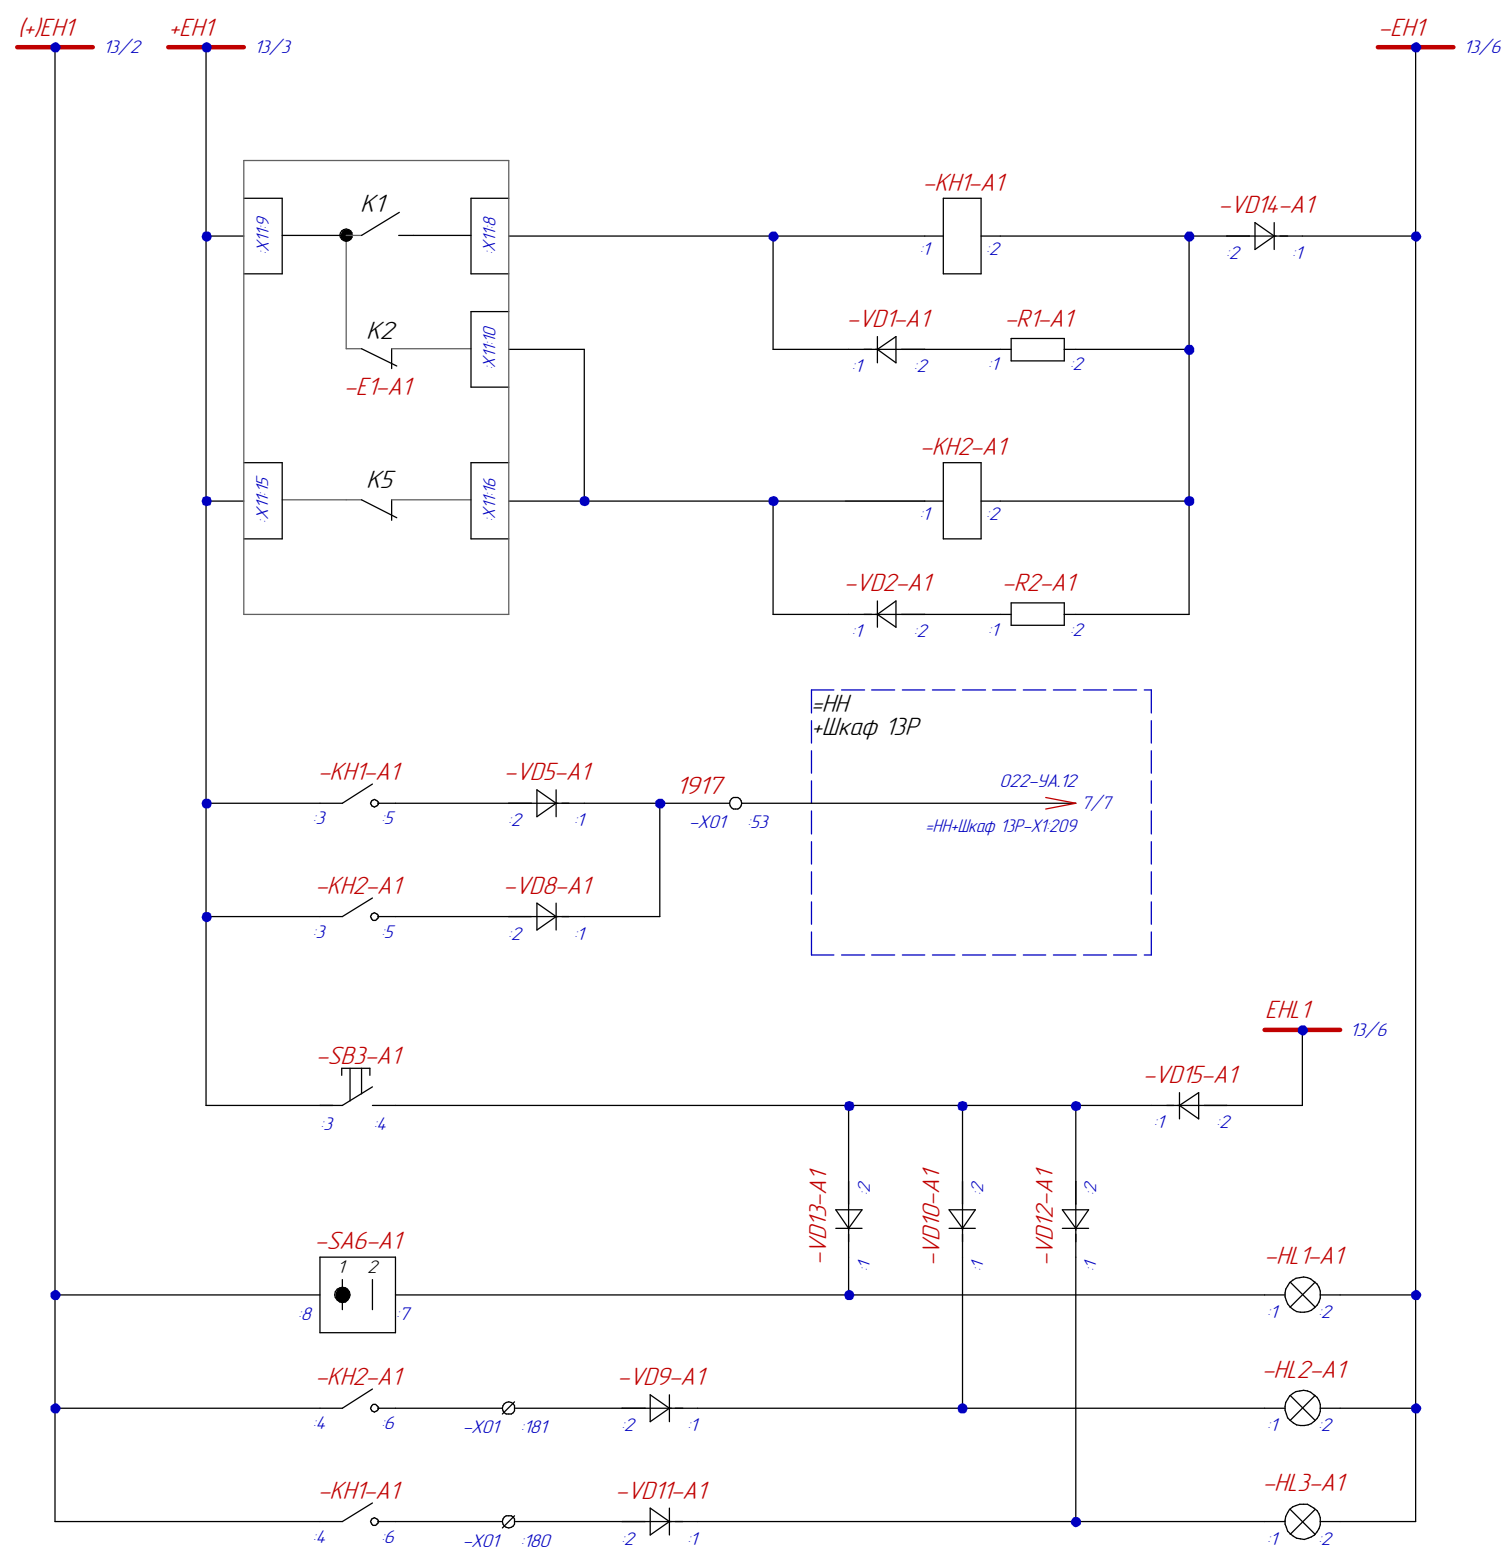 (+)EH1
13/2
+EH1
13/3
-EH1
13/6
:X11:9
K1
:X11:8
-KH1-A1
:1
:2
-VD14-A1
:2
:1
K2
-E1-A1
:X11:10
-VD1-A1
:1
:2
-R1-A1
:1
:2
:X11:15
K5
:X11:16
-KH2-A1
:1
:2
-VD2-A1
:1
:2
-R2-A1
:1
:2
=НН
+Шкаф 13Р
-KH1-A1
:3
:5
-VD5-A1
:2
:1
1917
-X01
:53
022-УА.12
7/7
=НН+Шкаф 13Р-X1:209
-KH2-A1
:3
:5
-VD8-A1
:2
:1
EHL1
13/6
-SB3-A1
:3
:4
-VD15-A1
:1
:2
-VD13-A1
:2
:1
-VD10-A1
:2
:1
-VD12-A1
:2
:1
-SA6-A1
1
2
:8
:7
-HL1-A1
:1
:2
-KH2-A1
:4
:6
-X01
:181
-VD9-A1
:2
:1
-HL2-A1
:1
:2
-KH1-A1
:4
:6
-X01
:180
-VD11-A1
:2
:1
-HL3-A1
:1
:2